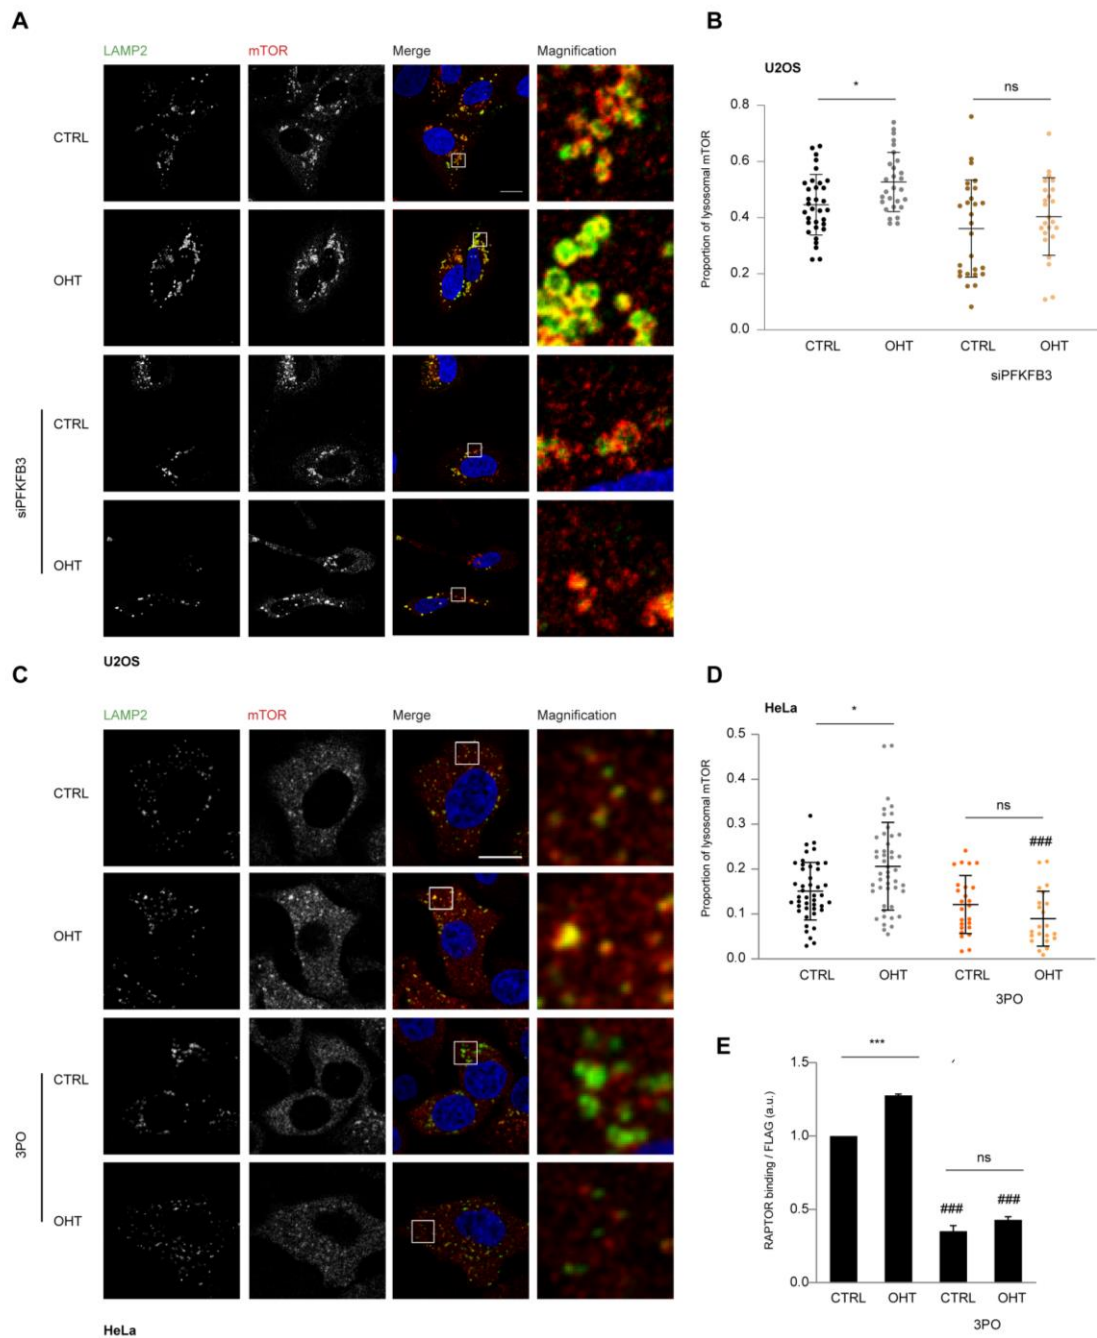 A
LAMP2 mTOR Merge Magnification
CTRL
OHT
CTRL
siPFKFB3
OHT
U2OS
B
U2OS
* ns
Proportion of lysosomal mTOR
0.8
0.6
0.4
0.2
0.0
CTRL OHT CTRL OHT
siPFKFB3
C
LAMP2 mTOR Merge Magnification
CTRL
OHT
CTRL
3PO
OHT
HeLa
D
HeLa
*
ns
###
Proportion of lysosomal mTOR
0.5
0.4
0.3
0.2
0.1
0.0
CTRL OHT CTRL OHT
3PO
E
***
ns
### ###
RAPTOR binding / FLAG (a.u.)
1.5
1.0
0.5
0.0
CTRL OHT CTRL OHT
3PO